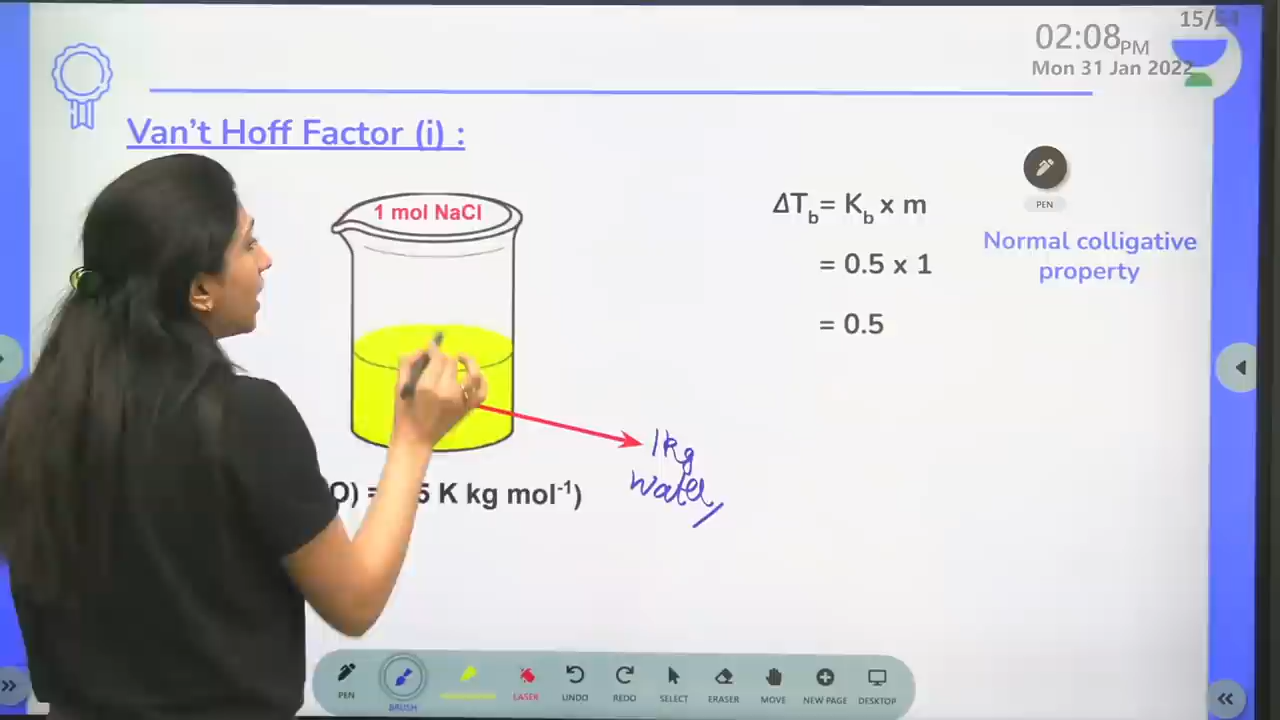 15/54
02:08PM
Mon 31 Jan 2022
Van't Hoff Factor (i) :
1 mol NaCl
ΔTb= Kb x m
= 0.5 x 1
= 0.5
PEN
Normal colligative
property
1kg
water
O) = 5 K kg mol-1)
PEN
BRUSH
LASER
UNDO
REDO
SELECT
ERASER
MOVE
NEW PAGE
DESKTOP